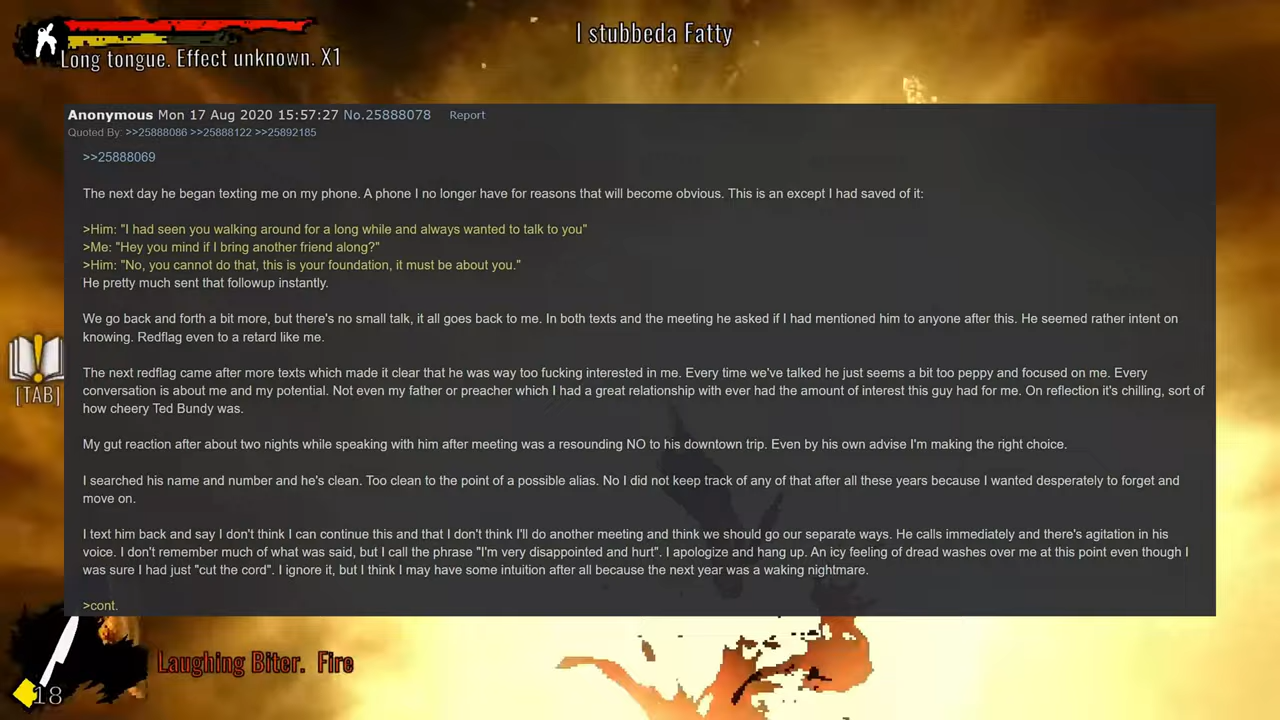 I stubbeda Fatty
Long tongue. Effect unknown. X1
Anonymous Mon 17 Aug 2020 15:57:27 No.25888078 Report
Quoted By: >>25888086 >>25888122 >>25892185
>>25888069
The next day he began texting me on my phone. A phone I no longer have for reasons that will become obvious. This is an except I had saved of it:
>Him: "I had seen you walking around for a long while and always wanted to talk to you"
>Me: "Hey you mind if I bring another friend along?"
>Him: "No, you cannot do that, this is your foundation, it must be about you."
He pretty much sent that followup instantly.
We go back and forth a bit more, but there's no small talk, it all goes back to me. In both texts and the meeting he asked if I had mentioned him to anyone after this. He seemed rather intent on
knowing. Redflag even to a retard like me.
The next redflag came after more texts which made it clear that he was way too fucking interested in me. Every time we've talked he just seems a bit too peppy and focused on me. Every
conversation is about me and my potential. Not even my father or preacher which I had a great relationship with ever had the amount of interest this guy had for me. On reflection it's chilling, sort of
how cheery Ted Bundy was.
My gut reaction after about two nights while speaking with him after meeting was a resounding NO to his downtown trip. Even by his own advise I'm making the right choice.
I searched his name and number and he's clean. Too clean to the point of a possible alias. No I did not keep track of any of that after all these years because I wanted desperately to forget and
move on.
I text him back and say I don't think I can continue this and that I don't think I'll do another meeting and think we should go our separate ways. He calls immediately and there's agitation in his
voice. I don't remember much of what was said, but I call the phrase "I'm very disappointed and hurt". I apologize and hang up. An icy feeling of dread washes over me at this point even though I
was sure I had just "cut the cord". I ignore it, but I think I may have some intuition after all because the next year was a waking nightmare.
>cont.
[TAB]
Laughing Biter. Fire
18